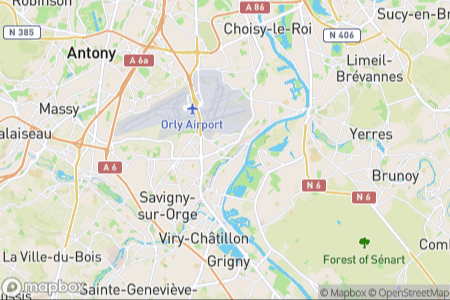 Robinson
A 86
Sucy-en-Br
N 385
Choisy-le-Roi
N 406
Antony
A 6a
Limeil-
Brévannes
Massy
Orly Airport
alaiseau
Yerres
A 6
Brunoy
N 6
N 6
Savigny-
sur-Orge
Viry-Châtillon
Comb
La Ville-du-Bois
Grigny
Forest of Sénart
mapbox
Sainte-Geneviève
© Mapbox © OpenStreetMap